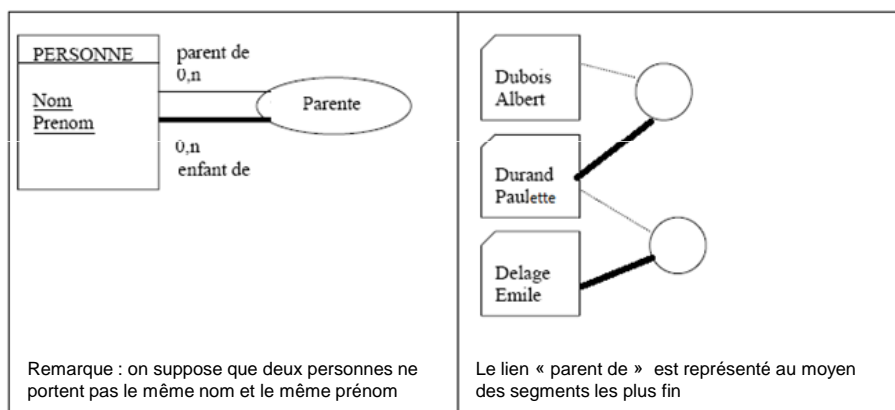 PERSONNE
parent de
0,n
Nom
Prenom
Parente
0,n
enfant de
Remarque : on suppose que deux personnes ne
portent pas le même nom et le même prénom
Dubois
Albert
Durand
Paulette
Delage
Emile
Le lien « parent de » est représenté au moyen
des segments les plus fin